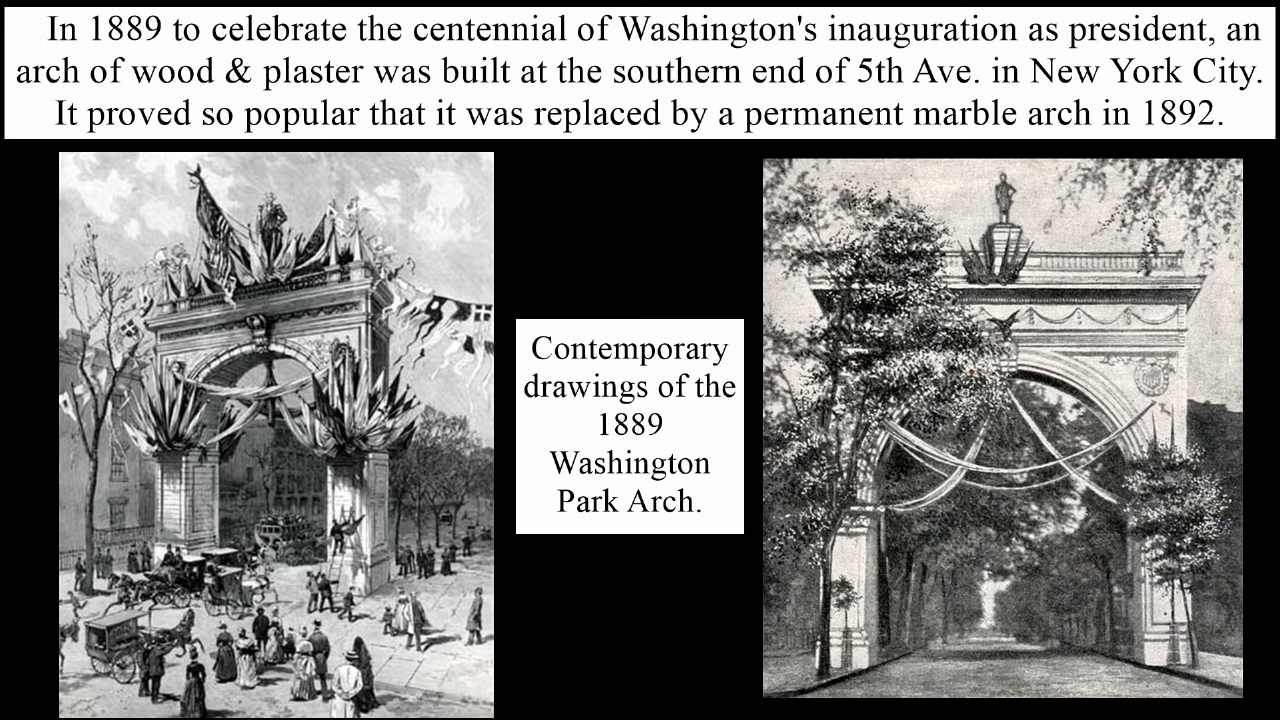 In 1889 to celebrate the centennial of Washington's inauguration as president, an
arch of wood & plaster was built at the southern end of 5th Ave. in New York City.
It proved so popular that it was replaced by a permanent marble arch in 1892.
Contemporary
drawings of the
1889
Washington
Park Arch.